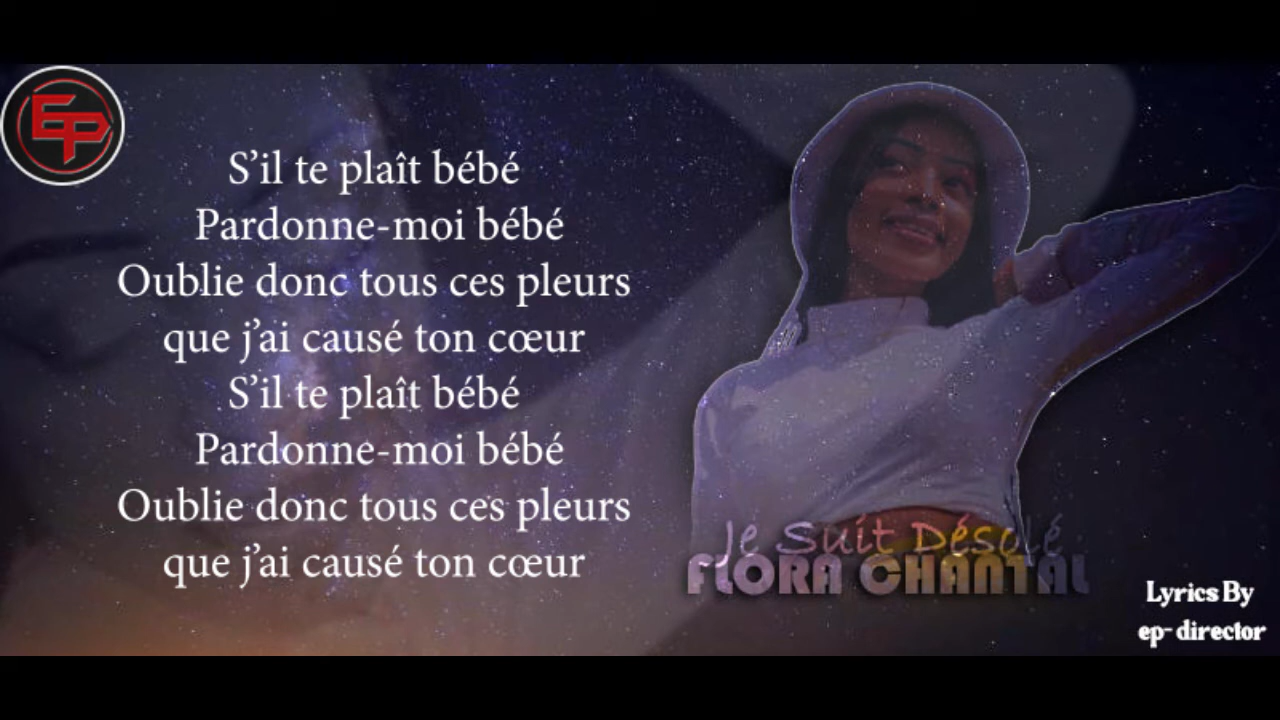 EP
S'il te plaît bébé
Pardonne-moi bébé
Oublie donc tous ces pleurs
que j'ai causé ton cœur
S'il te plaît bébé
Pardonne-moi bébé
Oublie donc tous ces pleurs
que j'ai causé ton cœur
Je Suit Désolé
FLORA CHANTAL
Lyrics By
ep-director